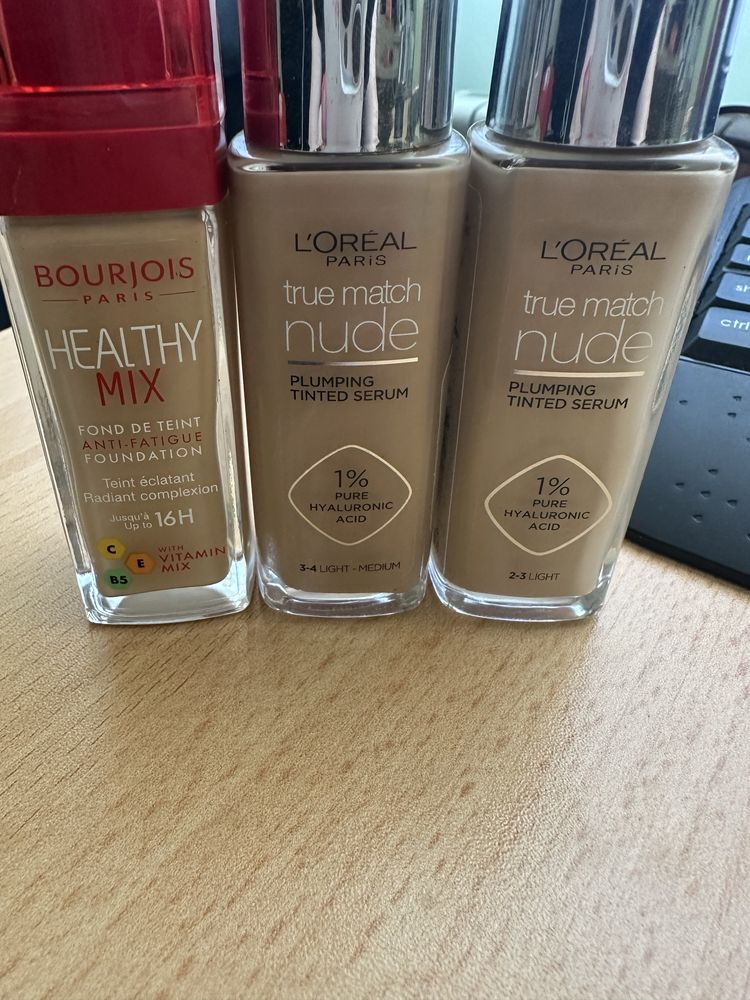 BOURJOIS
PARIS
HEALTHY
MIX
FOND DE TEINT
ANTI-FATIGUE
FOUNDATION
Teint éclatant
Radiant complexion
Jusqu'à
Up to 16H
C
E
B5
WITH
VITAMIN
MIX
L'ORÉAL
PARIS
true match
nude
PLUMPING
TINTED SERUM
1%
PURE
HYALURONIC
ACID
3-4 LIGHT - MEDIUM
L'ORÉAL
PARIS
true match
nude
PLUMPING
TINTED SERUM
1%
PURE
HYALURONIC
ACID
2-3 LIGHT
ctrl